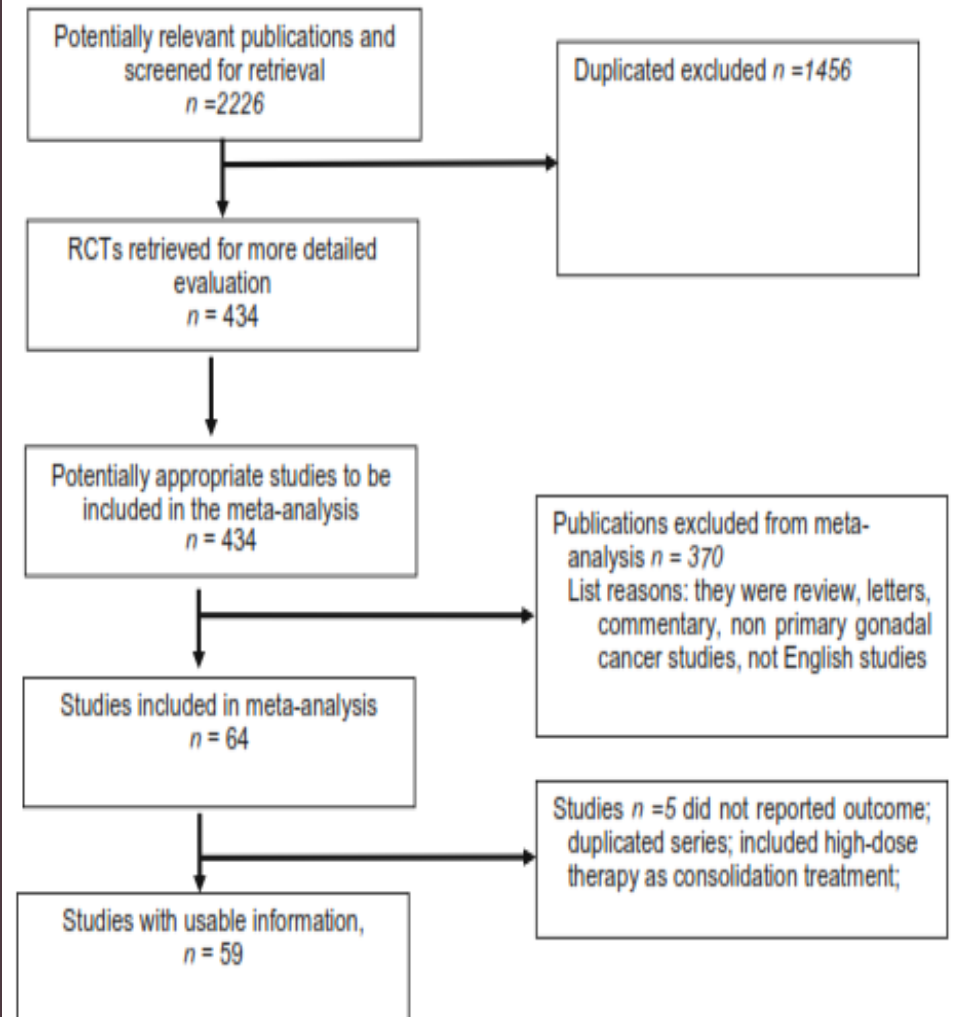 Potentially relevant publications and
screened for retrieval
n =2226
Duplicated excluded n =1456
RCTs retrieved for more detailed
evaluation
n = 434
Potentially appropriate studies to be
included in the meta-analysis
n = 434
Publications excluded from meta-
analysis n = 370
List reasons: they were review, letters,
commentary, non primary gonadal
cancer studies, not English studies
Studies included in meta-analysis
n = 64
Studies n =5 did not reported outcome;
duplicated series; included high-dose
therapy as consolidation treatment;
Studies with usable information,
n = 59